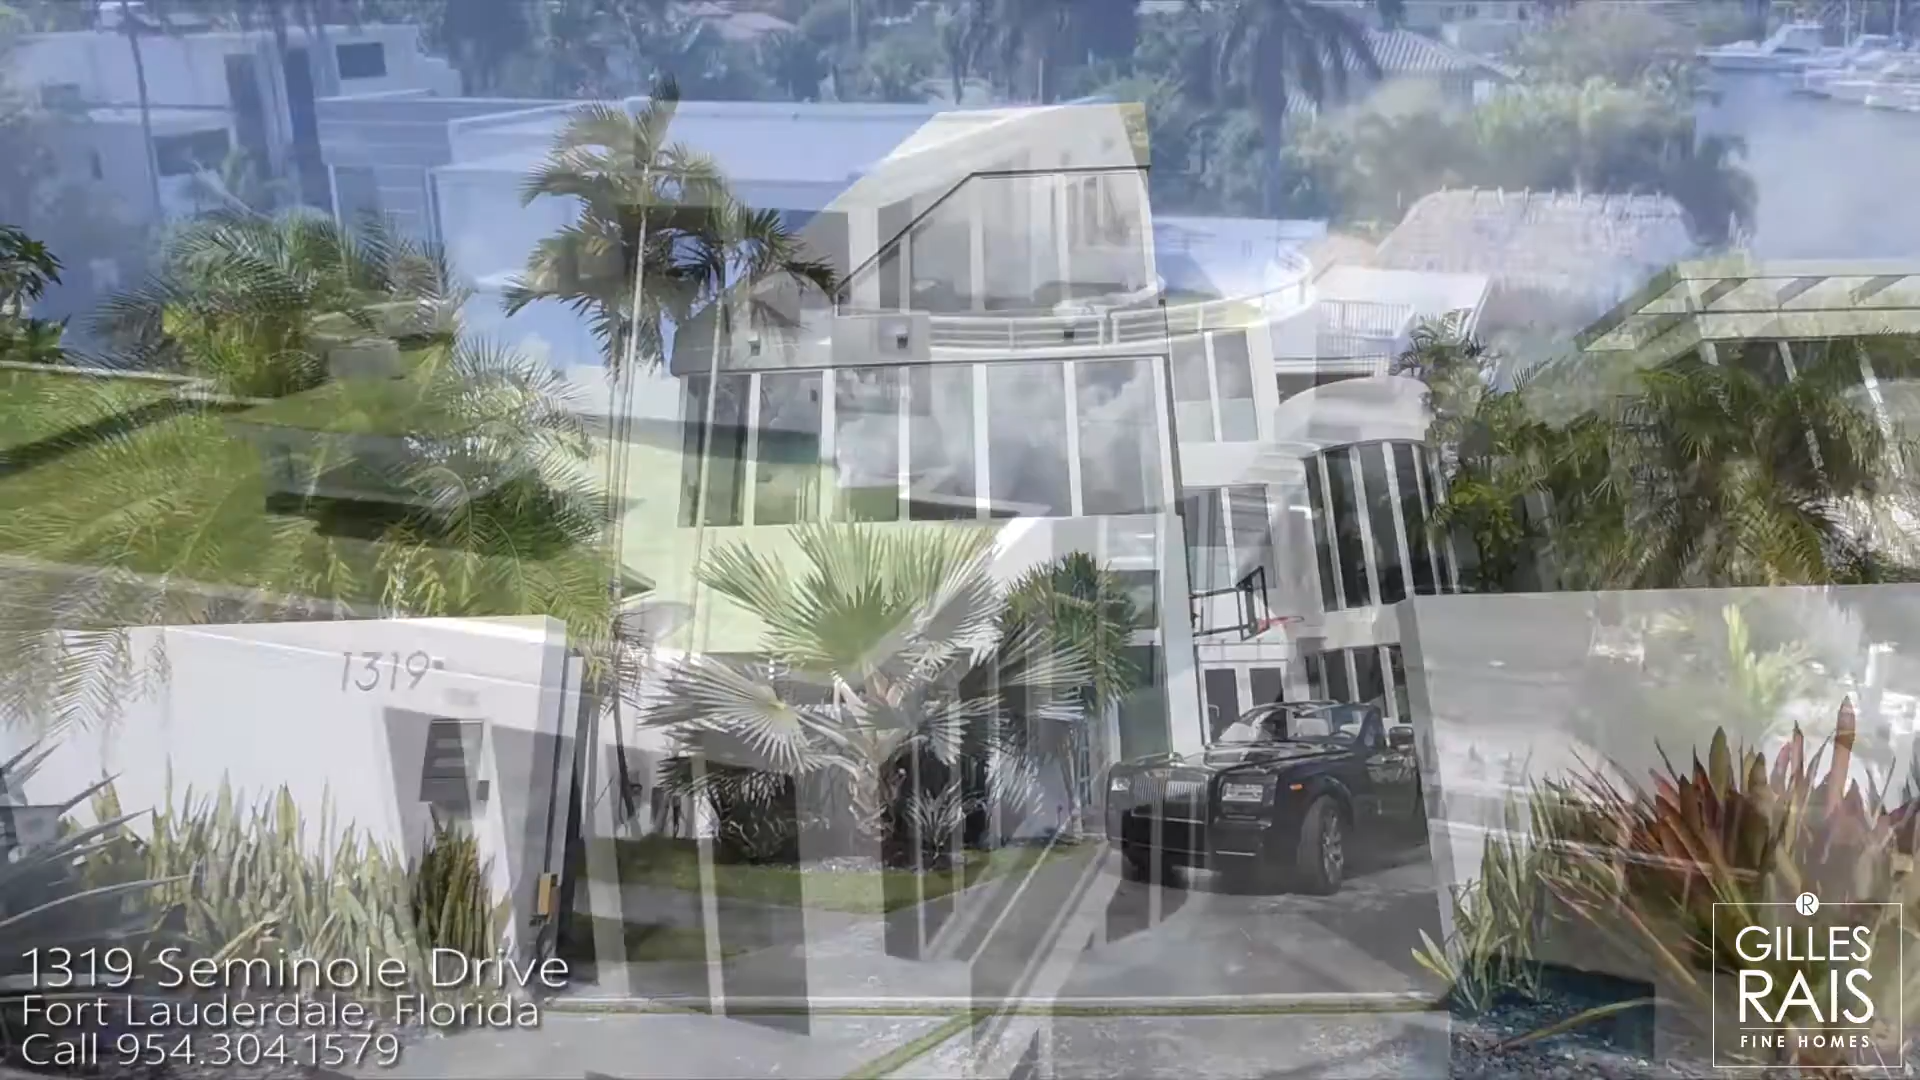 1319
1319 Seminole Drive
Fort Lauderdale, Florida
Call 954.304.1579
R
GILLES
RAIS
FINE HOMES